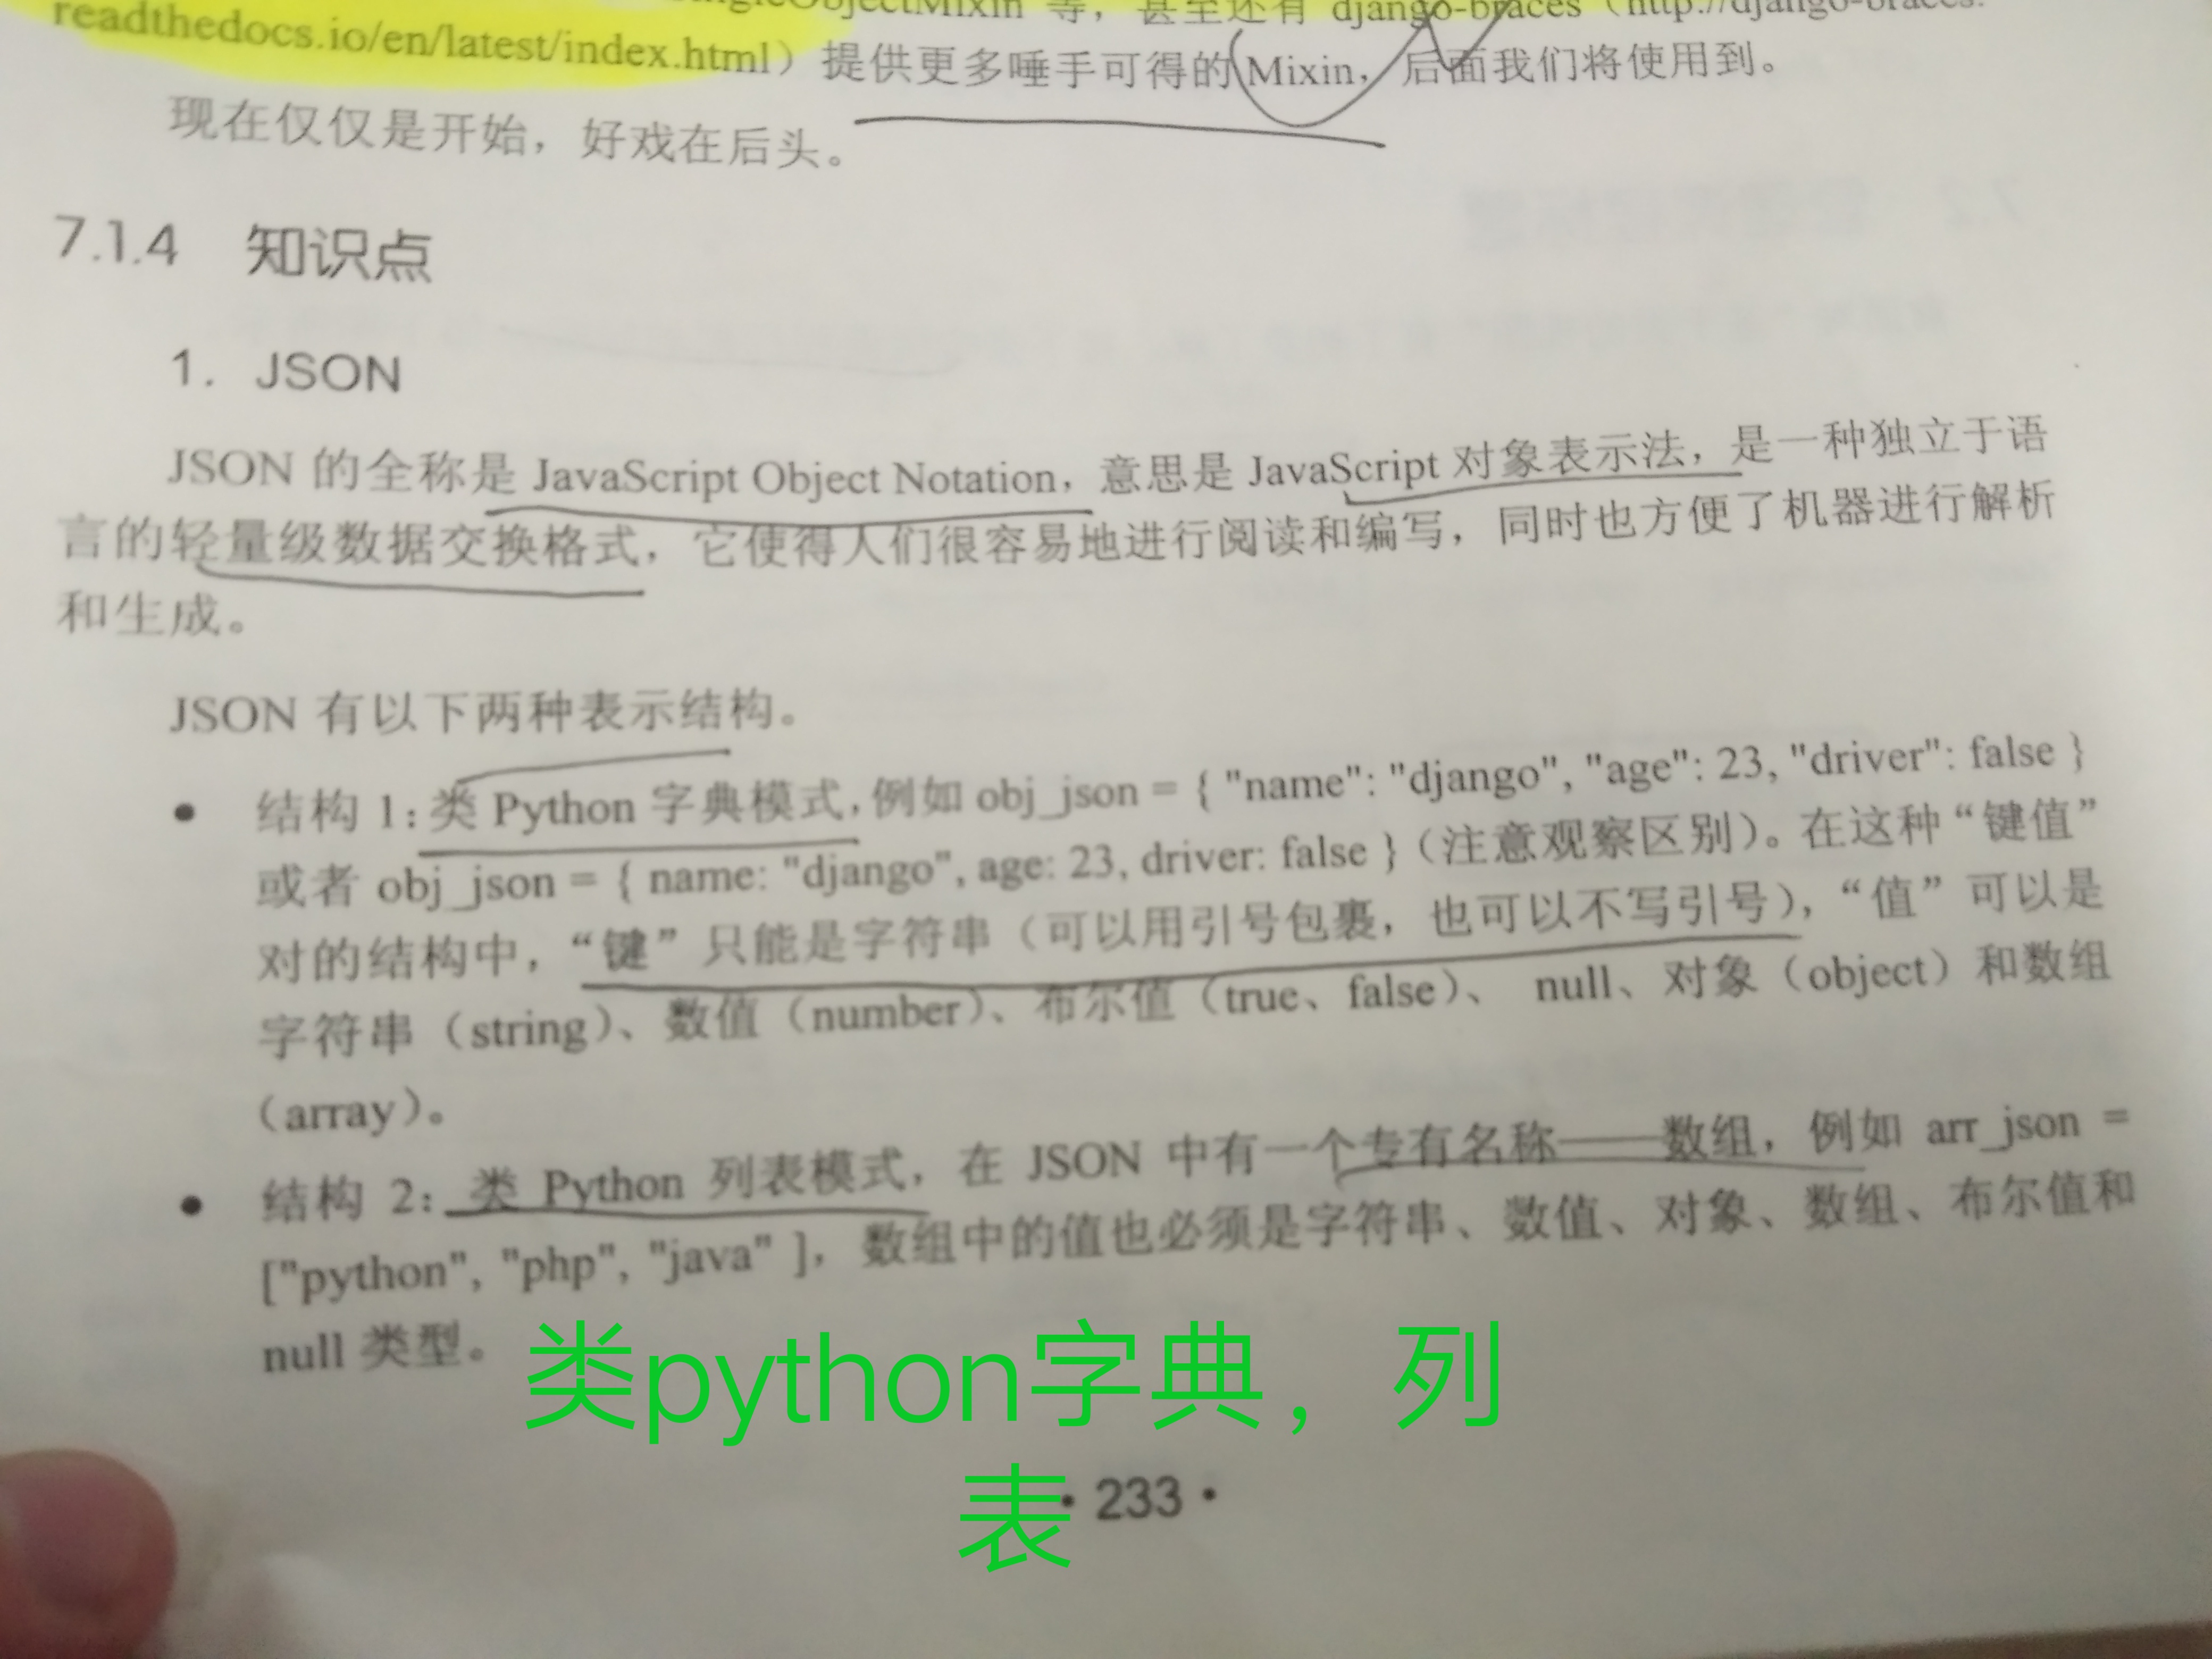 ObjectMixin 等，甚至还有 django-braces（http://django-braces.
readthedocs.io/en/latest/index.html）提供更多唾手可得的 Mixin，后面我们将使用到。
现在仅仅是开始，好戏在后头。
7.1.4 知识点
1. JSON
JSON 的全称是 JavaScript Object Notation，意思是 JavaScript 对象表示法，是一种独立于语
言的轻量级数据交换格式，它使得人们很容易地进行阅读和编写，同时也方便了机器进行解析
和生成。
JSON 有以下两种表示结构。
● 结构 1：类 Python 字典模式，例如 obj_json = { "name": "django", "age": 23, "driver": false }
或者 obj_json = { name: "django", age: 23, driver: false }（注意观察区别）。在这种“键值”
对的结构中，“键”只能是字符串（可以用引号包裹，也可以不写引号），“值”可以是
字符串（string）、数值（number）、布尔值（true、false）、 null、对象（object）和数组
（array）。
● 结构 2：类 Python 列表模式，在 JSON 中有一个专有名称——数组，例如 arr_json =
["python", "php", "java" ]，数组中的值也必须是字符串、数值、对象、数组、布尔值和
null 类型。
类python字典，列
表
• 233 •